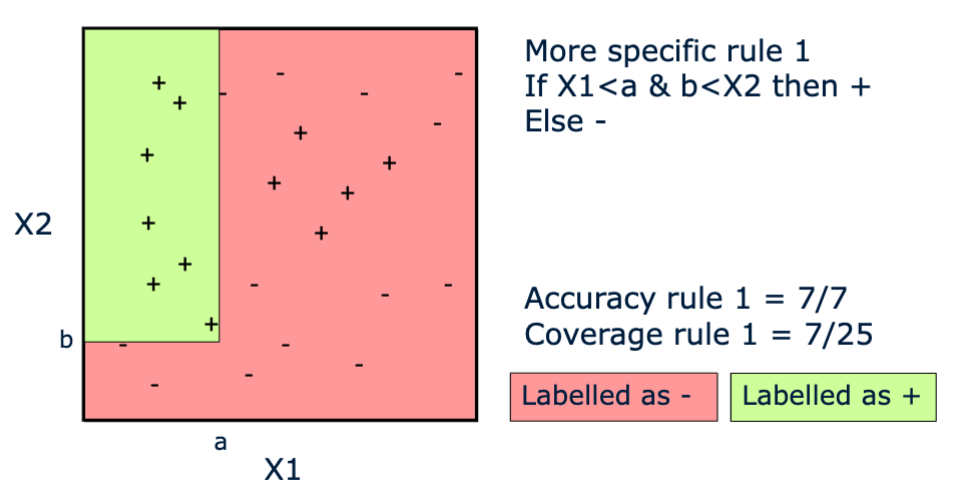 More specific rule 1
If X1<a & b<X2 then +
Else -
X2
b
a
X1
Accuracy rule 1 = 7/7
Coverage rule 1 = 7/25
Labelled as -
Labelled as +